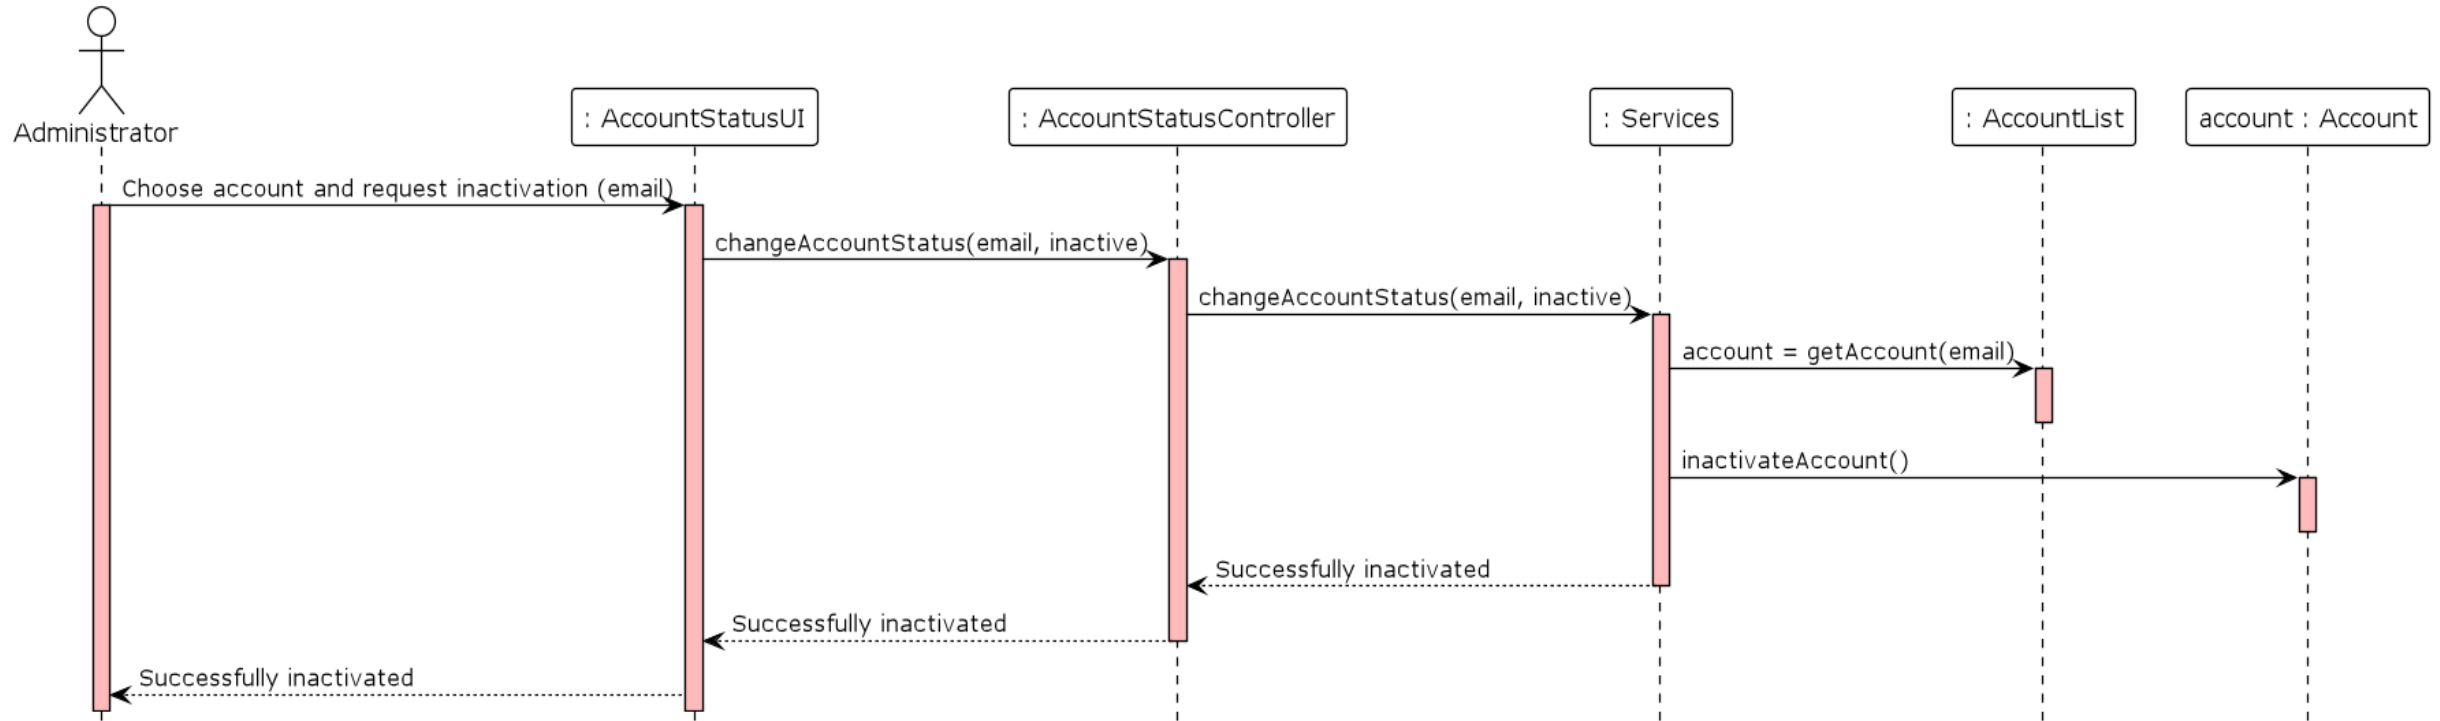 Administrator
: AccountStatusUI
: AccountStatusController
: Services
: AccountList
account : Account
Choose account and request inactivation (email)
changeAccountStatus(email, inactive)
changeAccountStatus(email, inactive)
account = getAccount(email)
inactivateAccount()
Successfully inactivated
Successfully inactivated
Successfully inactivated